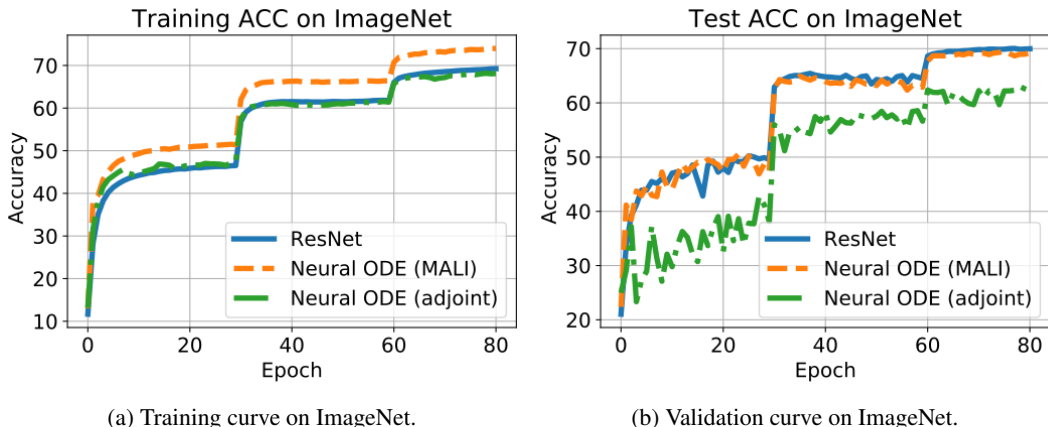 Training ACC on ImageNet
Accuracy
70
60
50
40
30
20
10
0 20 40 60 80
Epoch
ResNet
Neural ODE (MALI)
Neural ODE (adjoint)
(a) Training curve on ImageNet.
Test ACC on ImageNet
Accuracy
70
60
50
40
30
20
0 20 40 60 80
Epoch
ResNet
Neural ODE (MALI)
Neural ODE (adjoint)
(b) Validation curve on ImageNet.